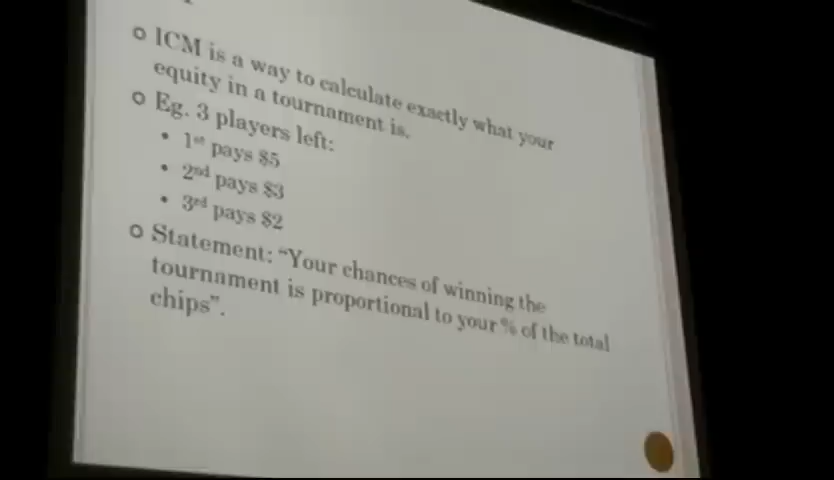 ICM is a way to calculate exactly what your
equity in a tournament is.
Eg. 3 players left:
1st pays $5
2nd pays $3
3rd pays $2
Statement: "Your chances of winning the
tournament is proportional to your % of the total
chips".